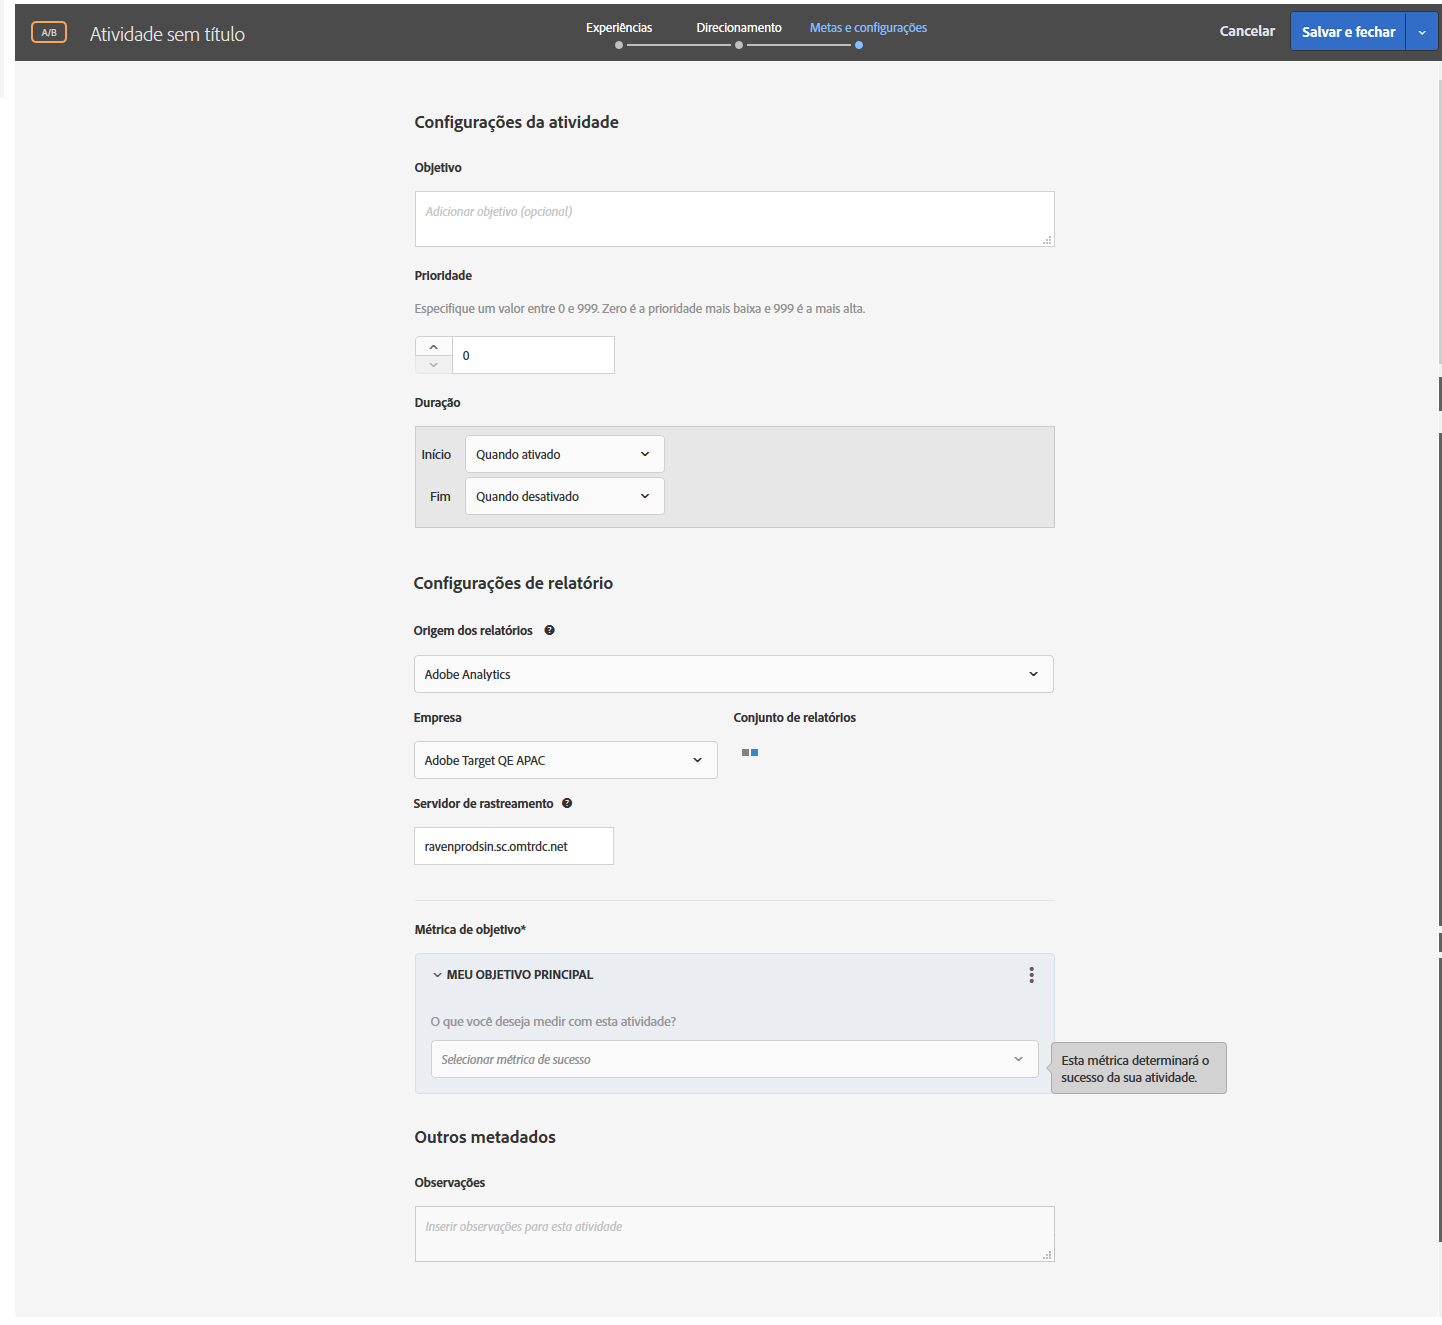 A/B
Atividade sem título
Experiências
Direcionamento
Metas e configurações
Cancelar
Salvar e fechar
Configurações da atividade
Objetivo
Adicionar objetivo (opcional)
Prioridade
Especifique um valor entre 0 e 999. Zero é a prioridade mais baixa e 999 é a mais alta.
0
Duração
Início
Quando ativado
Fim
Quando desativado
Configurações de relatório
Origem dos relatórios
Adobe Analytics
Empresa
Conjunto de relatórios
Adobe Target QE APAC
Servidor de rastreamento
ravenprodsin.sc.omtrdc.net
Métrica de objetivo*
MEU OBJETIVO PRINCIPAL
O que você deseja medir com esta atividade?
Selecionar métrica de sucesso
Esta métrica determinará o
sucesso da sua atividade.
Outros metadados
Observações
Inserir observações para esta atividade